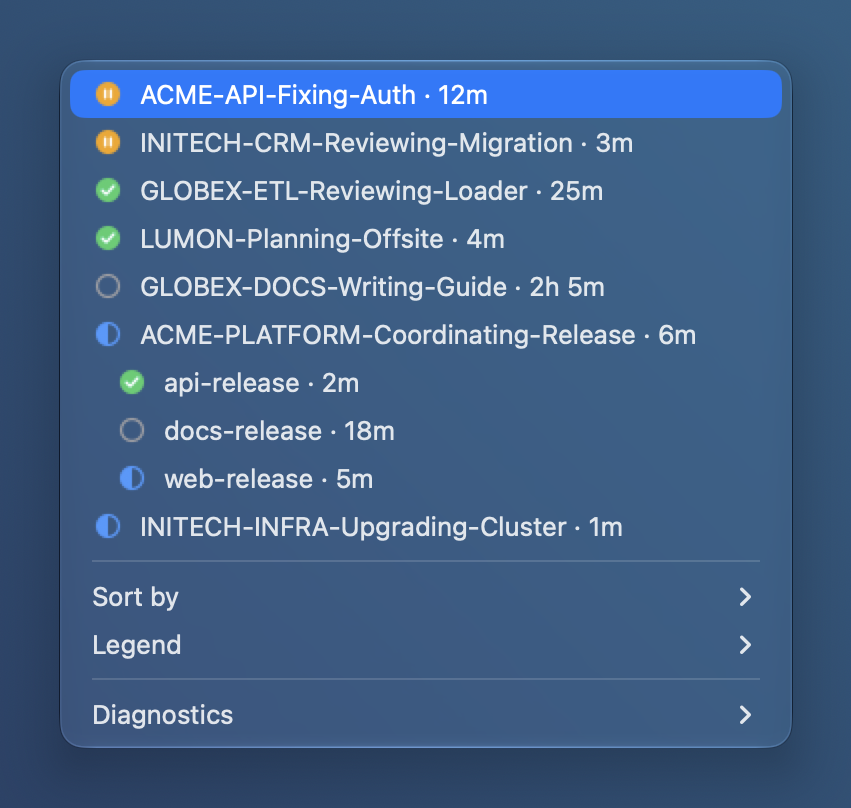 ACME-API-Fixing-Auth · 12m
INITECH-CRM-Reviewing-Migration · 3m
GLOBEX-ETL-Reviewing-Loader · 25m
LUMON-Planning-Offsite · 4m
GLOBEX-DOCS-Writing-Guide · 2h 5m
ACME-PLATFORM-Coordinating-Release · 6m
api-release · 2m
docs-release · 18m
web-release · 5m
INITECH-INFRA-Upgrading-Cluster · 1m
Sort by
Legend
Diagnostics